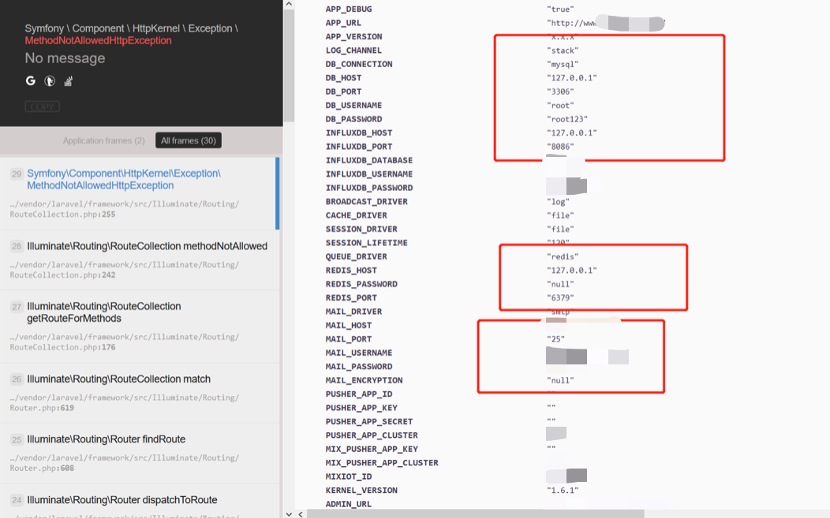 Symfony \ Component \ HttpKernel \ Exception \
MethodNotAllowedHttpException
No message
COPY
Application frames (2) All frames (30)
29 Symfony\Component\HttpKernel\Exception\
MethodNotAllowedHttpException
…/vendor/laravel/framework/src/Illuminate/Routing/
RouteCollection.php:255
28 Illuminate\Routing\RouteCollection methodNotAllowed
…/vendor/laravel/framework/src/Illuminate/Routing/
RouteCollection.php:242
27 Illuminate\Routing\RouteCollection
getRouteForMethods
…/vendor/laravel/framework/src/Illuminate/Routing/
RouteCollection.php:176
26 Illuminate\Routing\RouteCollection match
…/vendor/laravel/framework/src/Illuminate/Routing/
Router.php:619
25 Illuminate\Routing\Router findRoute
…/vendor/laravel/framework/src/Illuminate/Routing/
Router.php:608
24 Illuminate\Routing\Router dispatchToRoute
…/vendor/laravel/framework/src/Illuminate/Routing/
APP_DEBUG "true"
APP_URL "http://www
APP_VERSION "x.x.x"
LOG_CHANNEL "stack"
DB_CONNECTION "mysql"
DB_HOST "127.0.0.1"
DB_PORT "3306"
DB_USERNAME "root"
DB_PASSWORD "root123"
INFLUXDB_HOST "127.0.0.1"
INFLUXDB_PORT "8086"
INFLUXDB_DATABASE
INFLUXDB_USERNAME
INFLUXDB_PASSWORD
BROADCAST_DRIVER "log"
CACHE_DRIVER "file"
SESSION_DRIVER "file"
SESSION_LIFETIME "120"
QUEUE_DRIVER "redis"
REDIS_HOST "127.0.0.1"
REDIS_PASSWORD "null"
REDIS_PORT "6379"
MAIL_DRIVER "smtp"
MAIL_HOST
MAIL_PORT "25"
MAIL_USERNAME
MAIL_PASSWORD
MAIL_ENCRYPTION "null"
PUSHER_APP_ID ""
PUSHER_APP_KEY ""
PUSHER_APP_SECRET ""
PUSHER_APP_CLUSTER
MIX_PUSHER_APP_KEY ""
MIX_PUSHER_APP_CLUSTER
MIXIOT_ID
KERNEL_VERSION "1.6.1"
ADMIN_URL